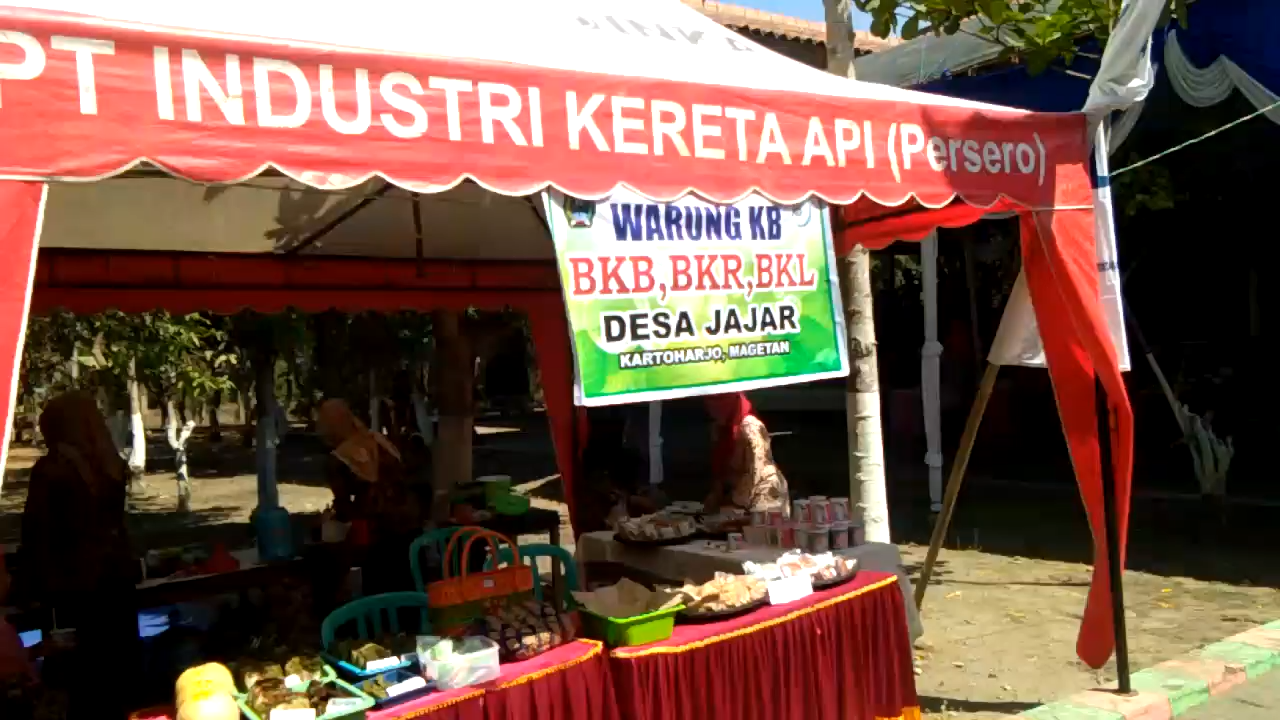 PT INDUSTRI KERETA API (Persero)
WARUNG KB
BKB, BKR, BKL
DESA JAJAR
KARTOHARJO, MAGETAN